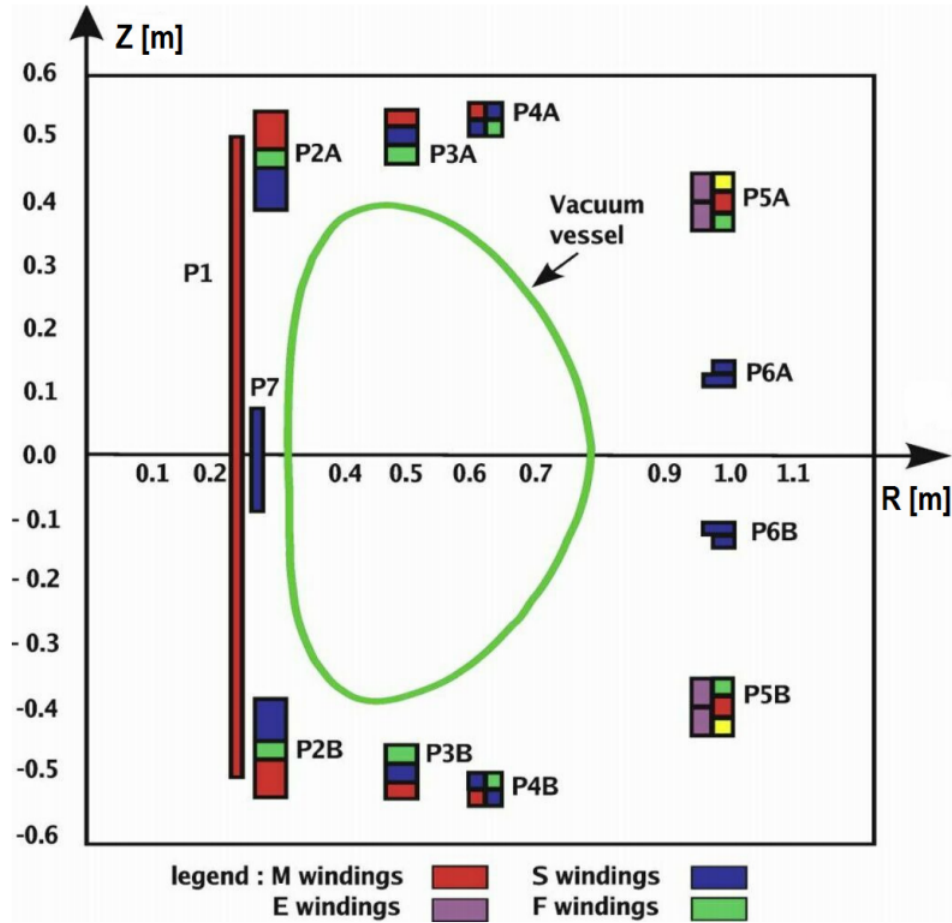 Z [m]
0.6
0.5
0.4
0.3
0.2
0.1
0.0
- 0.1
- 0.2
- 0.3
-0.4
-0.5
-0.6
P2A
P3A
P4A
P5A
Vacuum
vessel
P1
P7
P6A
0.1 0.2 0.4 0.5 0.6 0.7 0.9 1.0 1.1
R [m]
P6B
P5B
P2B
P3B
P4B
legend : M windings S windings
E windings F windings